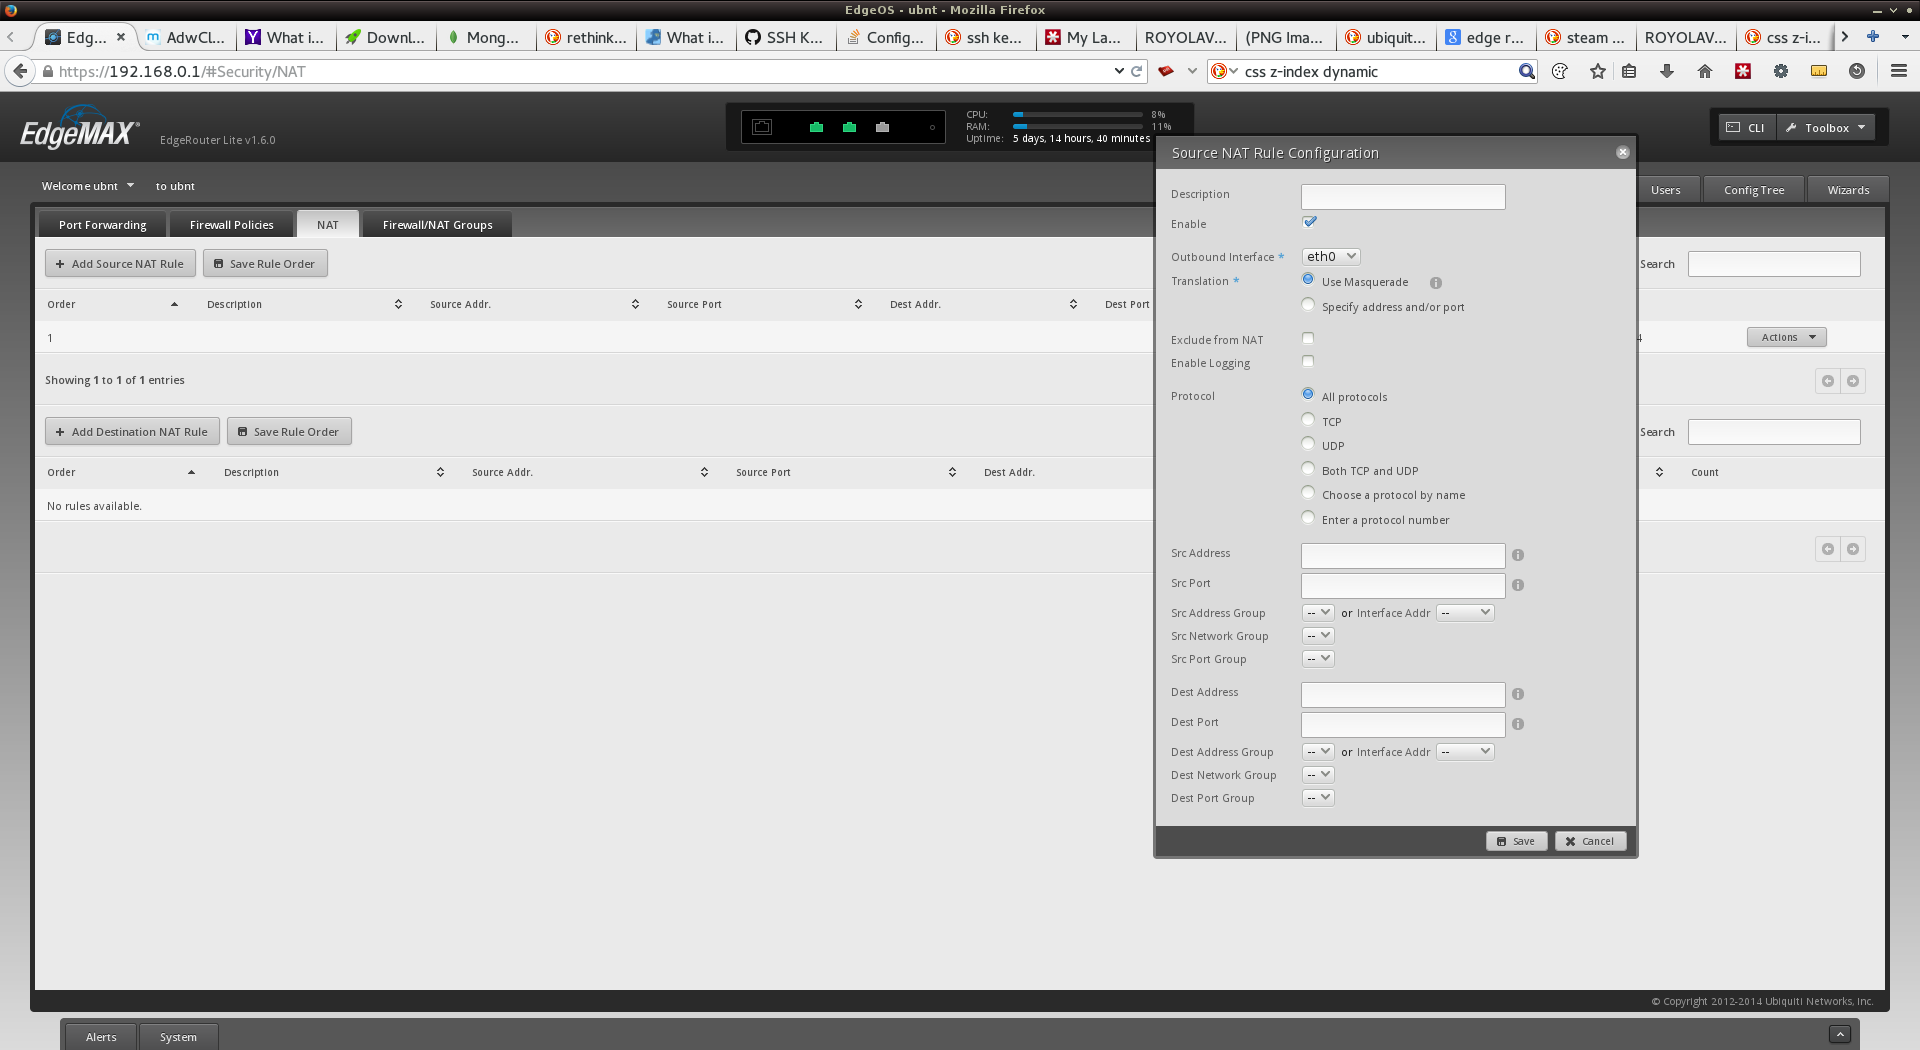 EdgeOS - ubnt - Mozilla Firefox
Edg... AdwCl... What i... Downl... Mong... rethink... What i... SSH K... Config... ssh ke... My La... ROYOLAV... (PNG Ima... ubiquit... edge r... steam ... ROYOLAV... css z-i...
https://192.168.0.1/#Security/NAT css z-index dynamic
EdgeMAX EdgeRouter Lite v1.6.0
CPU: 8%
RAM: 11%
Uptime: 5 days, 14 hours, 40 minutes
CLI Toolbox
Welcome ubnt to ubnt
Users Config Tree Wizards
Port Forwarding Firewall Policies NAT Firewall/NAT Groups
+ Add Source NAT Rule Save Rule Order Search
Order Description Source Addr. Source Port Dest Addr. Dest Port
1 4 Actions
Showing 1 to 1 of 1 entries
+ Add Destination NAT Rule Save Rule Order Search
Order Description Source Addr. Source Port Dest Addr. Count
No rules available.
Source NAT Rule Configuration
Description
Enable
Outbound Interface * eth0
Translation * Use Masquerade
Specify address and/or port
Exclude from NAT
Enable Logging
Protocol All protocols
TCP
UDP
Both TCP and UDP
Choose a protocol by name
Enter a protocol number
Src Address
Src Port
Src Address Group -- or Interface Addr --
Src Network Group --
Src Port Group --
Dest Address
Dest Port
Dest Address Group -- or Interface Addr --
Dest Network Group --
Dest Port Group --
Save Cancel
© Copyright 2012-2014 Ubiquiti Networks, Inc.
Alerts System